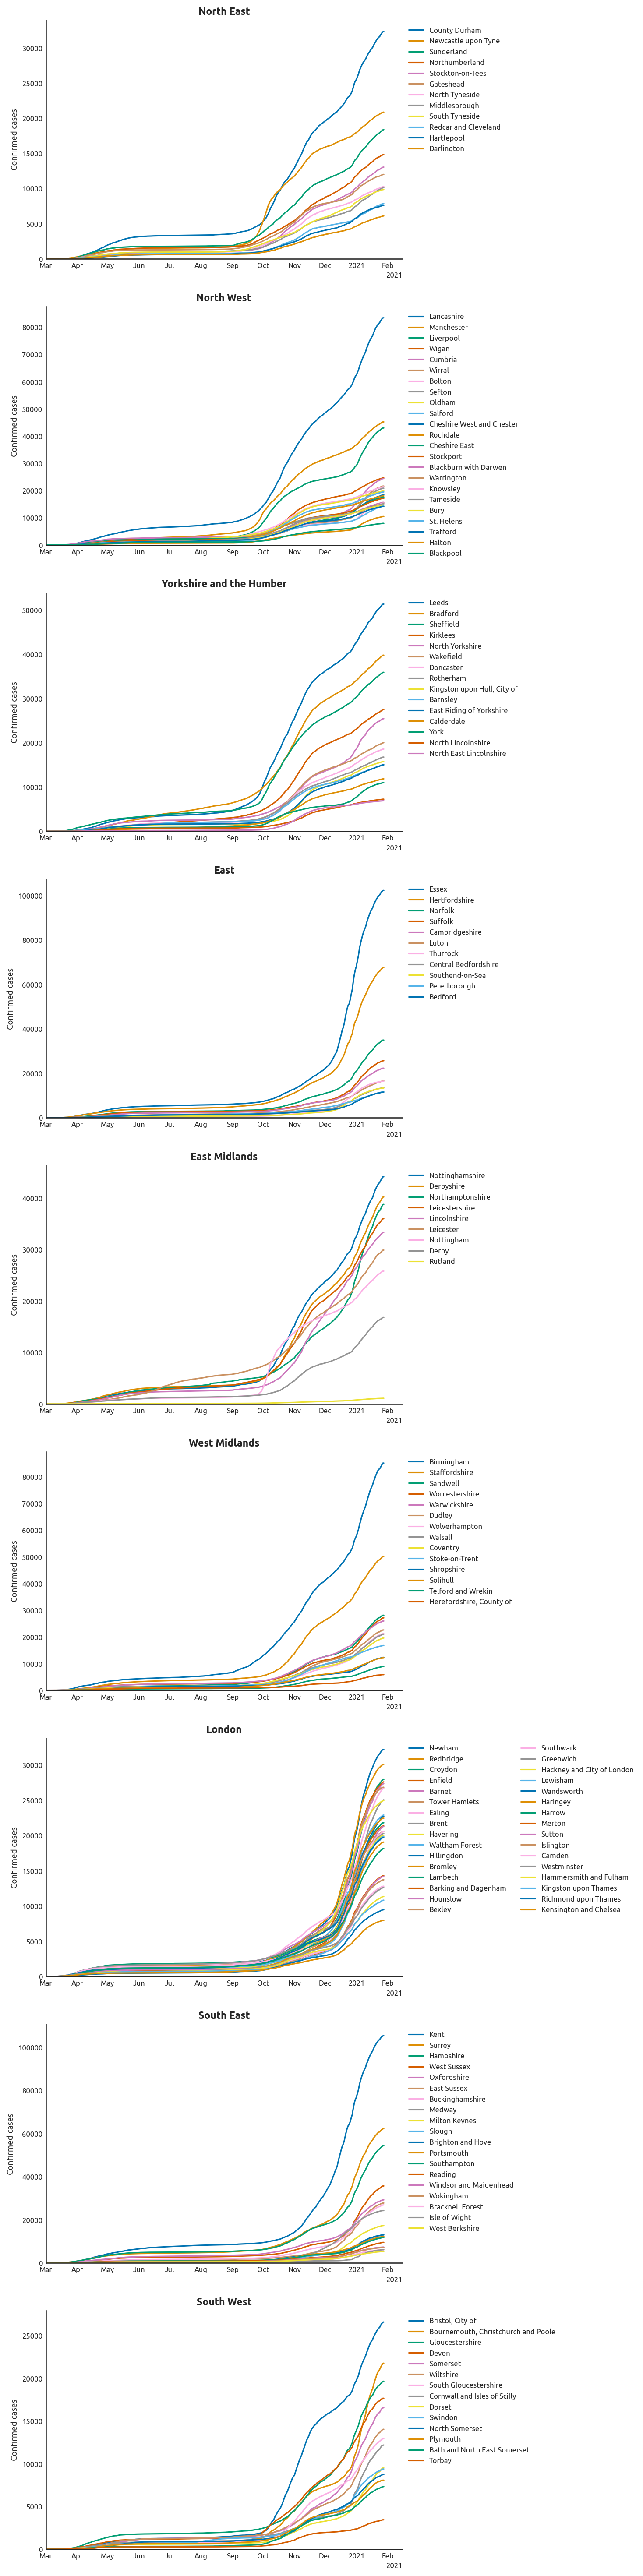 North East
Confirmed cases
30000
25000
20000
15000
10000
5000
0
Mar Apr May Jun Jul Aug Sep Oct Nov Dec 2021 Feb
2021
County Durham
Newcastle upon Tyne
Sunderland
Northumberland
Stockton-on-Tees
Gateshead
North Tyneside
Middlesbrough
South Tyneside
Redcar and Cleveland
Hartlepool
Darlington
North West
Confirmed cases
80000
70000
60000
50000
40000
30000
20000
10000
0
Mar Apr May Jun Jul Aug Sep Oct Nov Dec 2021 Feb
2021
Lancashire
Manchester
Liverpool
Wigan
Cumbria
Wirral
Bolton
Sefton
Oldham
Salford
Cheshire West and Chester
Rochdale
Cheshire East
Stockport
Blackburn with Darwen
Warrington
Knowsley
Tameside
Bury
St. Helens
Trafford
Halton
Blackpool
Yorkshire and the Humber
Confirmed cases
50000
40000
30000
20000
10000
0
Mar Apr May Jun Jul Aug Sep Oct Nov Dec 2021 Feb
2021
Leeds
Bradford
Sheffield
Kirklees
North Yorkshire
Wakefield
Doncaster
Rotherham
Kingston upon Hull, City of
Barnsley
East Riding of Yorkshire
Calderdale
York
North Lincolnshire
North East Lincolnshire
East
Confirmed cases
100000
80000
60000
40000
20000
0
Mar Apr May Jun Jul Aug Sep Oct Nov Dec 2021 Feb
2021
Essex
Hertfordshire
Norfolk
Suffolk
Cambridgeshire
Luton
Thurrock
Central Bedfordshire
Southend-on-Sea
Peterborough
Bedford
East Midlands
Confirmed cases
40000
30000
20000
10000
0
Mar Apr May Jun Jul Aug Sep Oct Nov Dec 2021 Feb
2021
Nottinghamshire
Derbyshire
Northamptonshire
Leicestershire
Lincolnshire
Leicester
Nottingham
Derby
Rutland
West Midlands
Confirmed cases
80000
70000
60000
50000
40000
30000
20000
10000
0
Mar Apr May Jun Jul Aug Sep Oct Nov Dec 2021 Feb
2021
Birmingham
Staffordshire
Sandwell
Worcestershire
Warwickshire
Dudley
Wolverhampton
Walsall
Coventry
Stoke-on-Trent
Shropshire
Solihull
Telford and Wrekin
Herefordshire, County of
London
Confirmed cases
30000
25000
20000
15000
10000
5000
0
Mar Apr May Jun Jul Aug Sep Oct Nov Dec 2021 Feb
2021
Newham
Redbridge
Croydon
Enfield
Barnet
Tower Hamlets
Ealing
Brent
Havering
Waltham Forest
Hillingdon
Bromley
Lambeth
Barking and Dagenham
Hounslow
Bexley
Southwark
Greenwich
Hackney and City of London
Lewisham
Wandsworth
Haringey
Harrow
Merton
Sutton
Islington
Camden
Westminster
Hammersmith and Fulham
Kingston upon Thames
Richmond upon Thames
Kensington and Chelsea
South East
Confirmed cases
100000
80000
60000
40000
20000
0
Mar Apr May Jun Jul Aug Sep Oct Nov Dec 2021 Feb
2021
Kent
Surrey
Hampshire
West Sussex
Oxfordshire
East Sussex
Buckinghamshire
Medway
Milton Keynes
Slough
Brighton and Hove
Portsmouth
Southampton
Reading
Windsor and Maidenhead
Wokingham
Bracknell Forest
Isle of Wight
West Berkshire
South West
Confirmed cases
25000
20000
15000
10000
5000
0
Mar Apr May Jun Jul Aug Sep Oct Nov Dec 2021 Feb
2021
Bristol, City of
Bournemouth, Christchurch and Poole
Gloucestershire
Devon
Somerset
Wiltshire
South Gloucestershire
Cornwall and Isles of Scilly
Dorset
Swindon
North Somerset
Plymouth
Bath and North East Somerset
Torbay